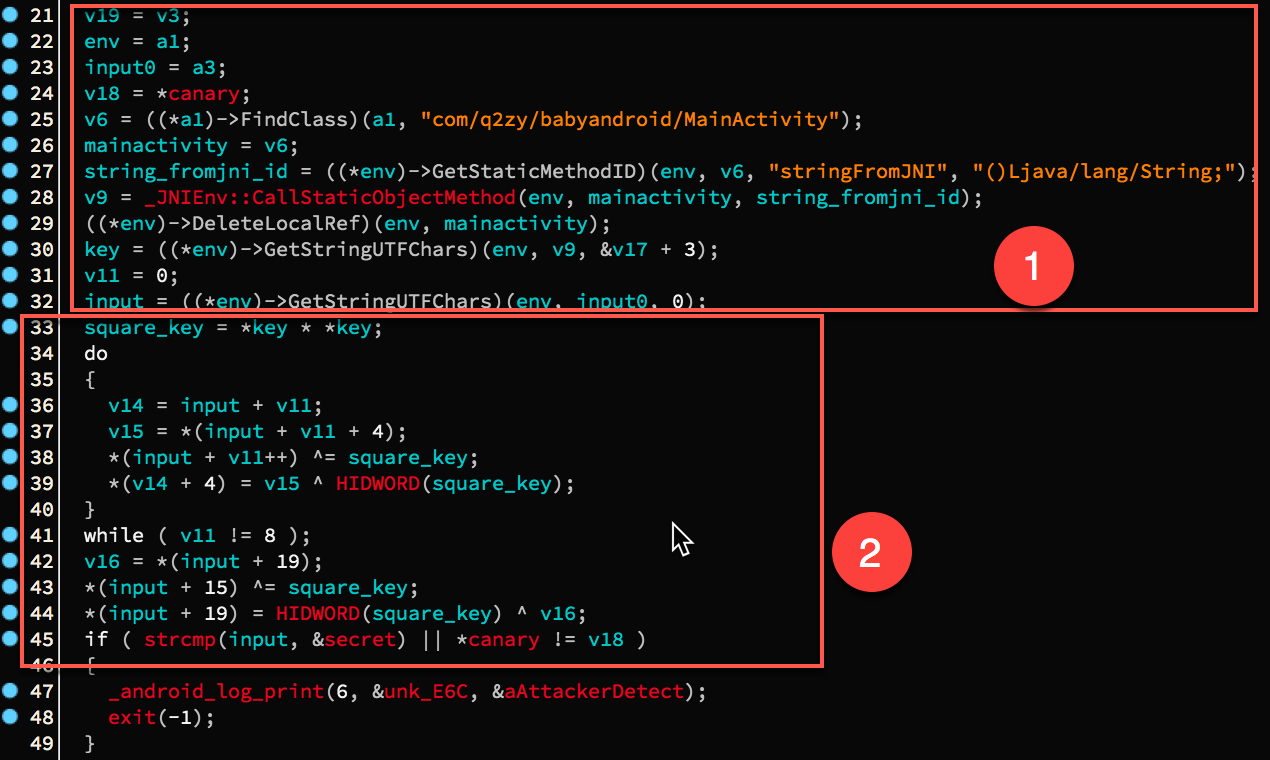 21 v19 = v3;
22 env = a1;
23 input0 = a3;
24 v18 = *canary;
25 v6 = ((*a1)->FindClass)(a1, "com/q2zy/babyandroid/MainActivity");
26 mainactivity = v6;
27 string_fromjni_id = ((*env)->GetStaticMethodID)(env, v6, "stringFromJNI", "()Ljava/lang/String;");
28 v9 = _JNIEnv::CallStaticObjectMethod(env, mainactivity, string_fromjni_id);
29 ((*env)->DeleteLocalRef)(env, mainactivity);
30 key = ((*env)->GetStringUTFChars)(env, v9, &v17 + 3);
31 v11 = 0;
32 input = ((*env)->GetStringUTFChars)(env, input0, 0);
1
33 square_key = *key * *key;
34 do
35 {
36 v14 = input + v11;
37 v15 = *(input + v11 + 4);
38 *(input + v11++) ^= square_key;
39 *(v14 + 4) = v15 ^ HIDWORD(square_key);
40 }
41 while ( v11 != 8 );
42 v16 = *(input + 19);
43 *(input + 15) ^= square_key;
44 *(input + 19) = HIDWORD(square_key) ^ v16;
45 if ( strcmp(input, &secret) || *canary != v18 )
2
46 {
47 _android_log_print(6, &unk_E6C, &aAttackerDetect);
48 exit(-1);
49 }